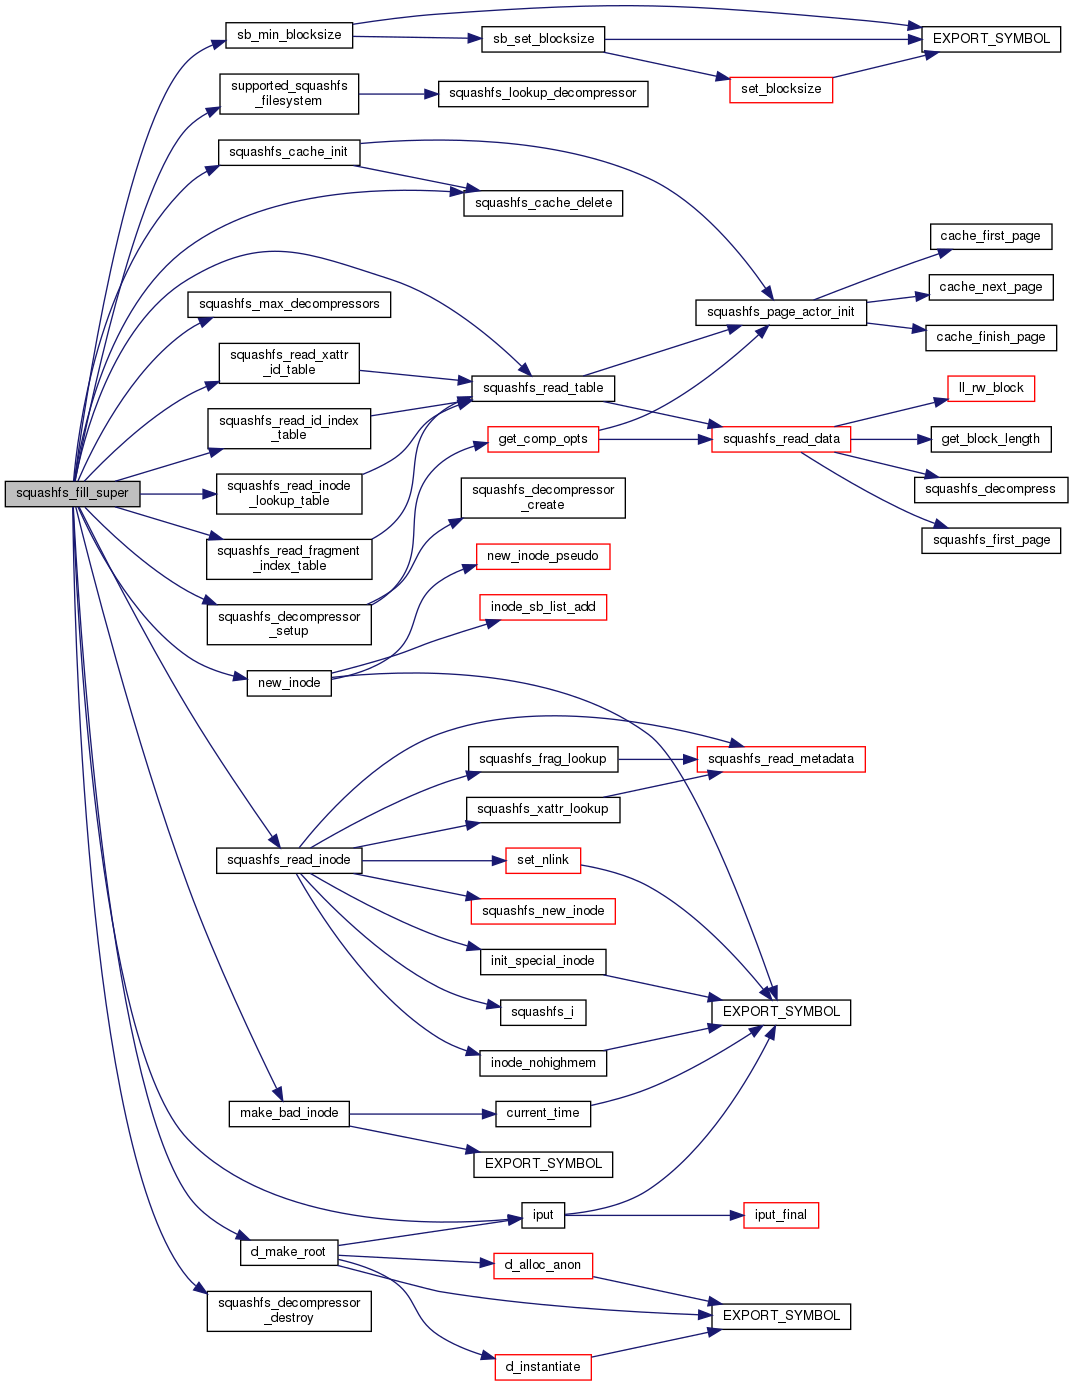 sb_min_blocksize
sb_set_blocksize
EXPORT_SYMBOL
set_blocksize
supported_squashfs
_filesystem
squashfs_lookup_decompressor
squashfs_cache_init
squashfs_cache_delete
cache_first_page
cache_next_page
squashfs_max_decompressors
squashfs_page_actor_init
cache_finish_page
squashfs_read_xattr
_id_table
squashfs_read_table
ll_rw_block
squashfs_read_id_index
_table
get_comp_opts
squashfs_read_data
get_block_length
squashfs_fill_super
squashfs_read_inode
_lookup_table
squashfs_decompressor
_create
squashfs_decompress
squashfs_first_page
squashfs_read_fragment
_index_table
new_inode_pseudo
inode_sb_list_add
squashfs_decompressor
_setup
new_inode
squashfs_frag_lookup
squashfs_read_metadata
squashfs_xattr_lookup
squashfs_read_inode
set_nlink
squashfs_new_inode
init_special_inode
squashfs_i
EXPORT_SYMBOL
inode_nohighmem
make_bad_inode
current_time
EXPORT_SYMBOL
iput
iput_final
d_make_root
d_alloc_anon
squashfs_decompressor
_destroy
EXPORT_SYMBOL
d_instantiate